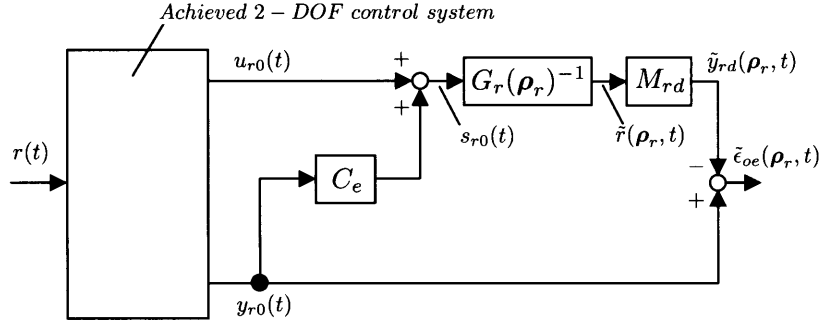 Achieved 2 − DOF control system
u_{r0}(t)
+
+
G_r(ρ_r)^{-1}
M_{rd}
ỹ_{rd}(ρ_r, t)
s_{r0}(t)
r̃(ρ_r, t)
r(t)
C_e
−
+
ϵ̃_{oe}(ρ_r, t)
y_{r0}(t)